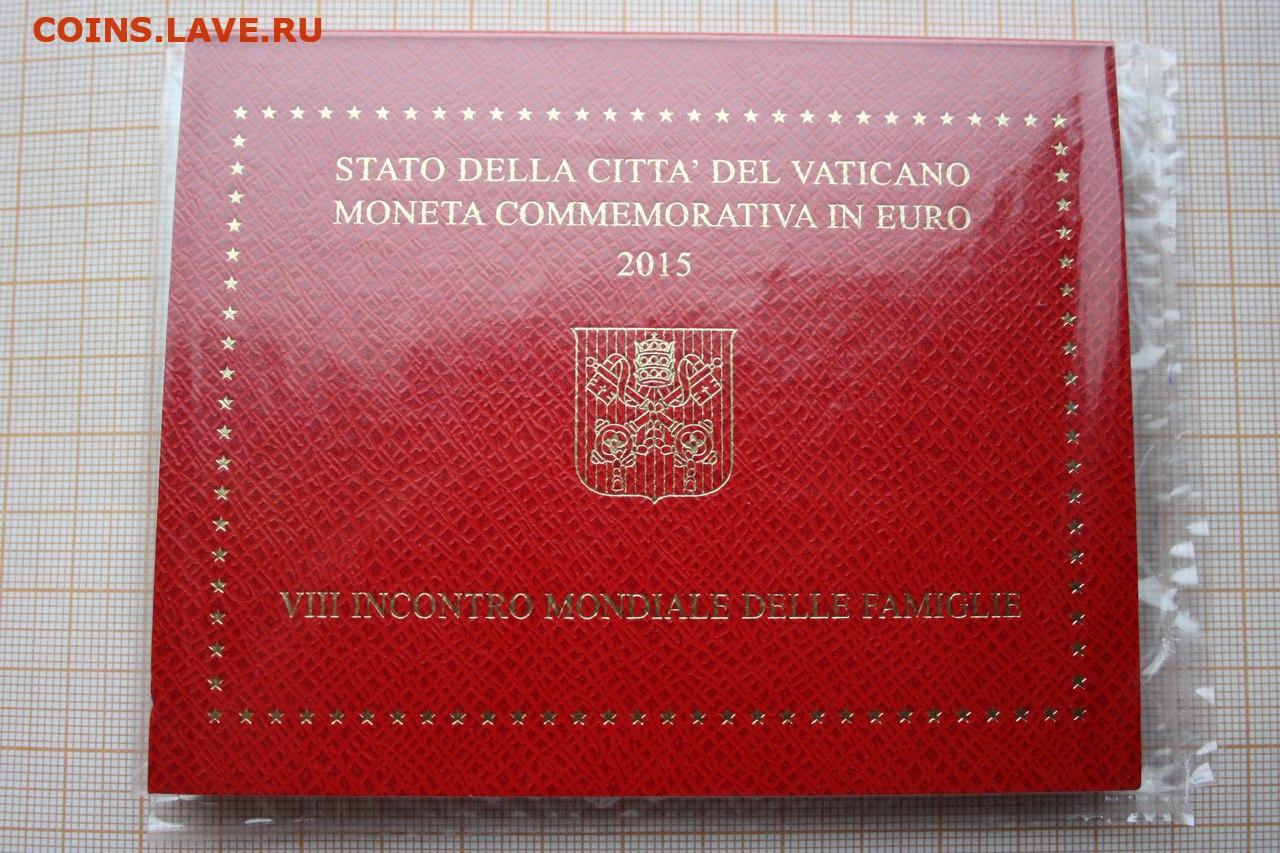 COINS.LAVE.RU
STATO DELLA CITTA’ DEL VATICANO
MONETA COMMEMORATIVA IN EURO
2015
VIII INCONTRO MONDIALE DELLE FAMIGLIE